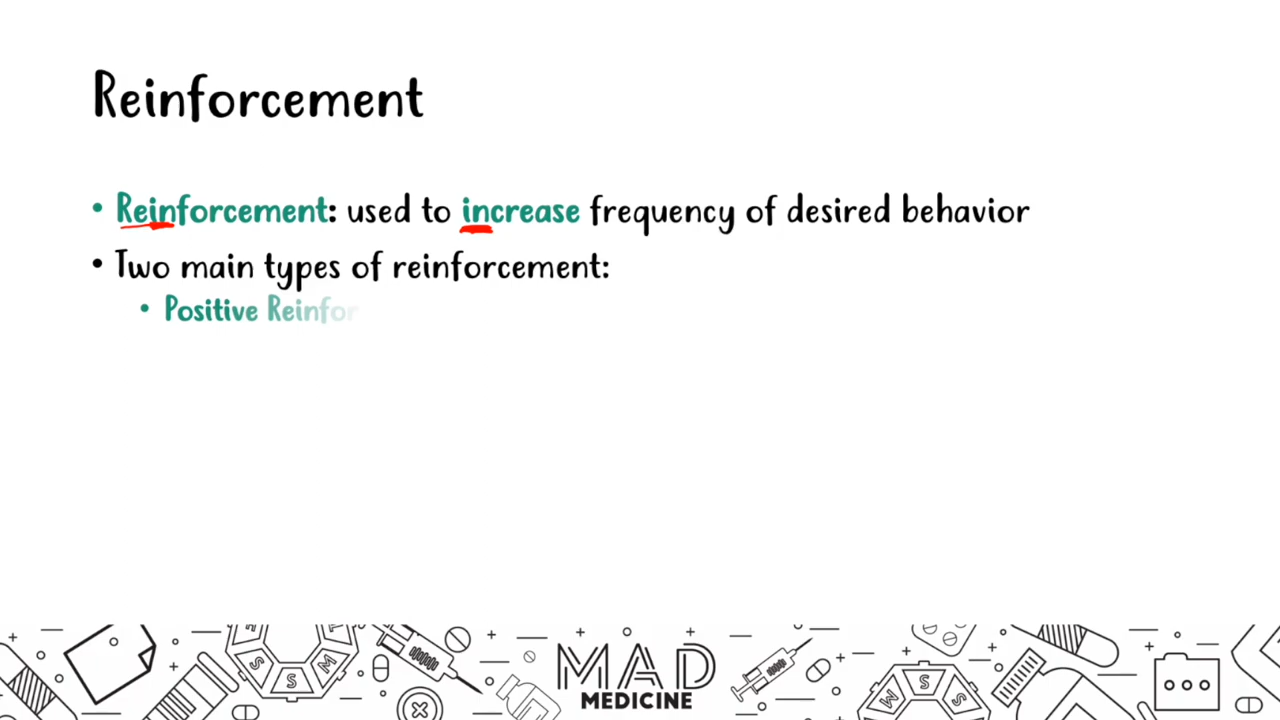 Reinforcement
• Reinforcement: used to increase frequency of desired behavior
• Two main types of reinforcement:
• Positive Reinfor
MAD
MEDICINE
S
S
M
M
S
S